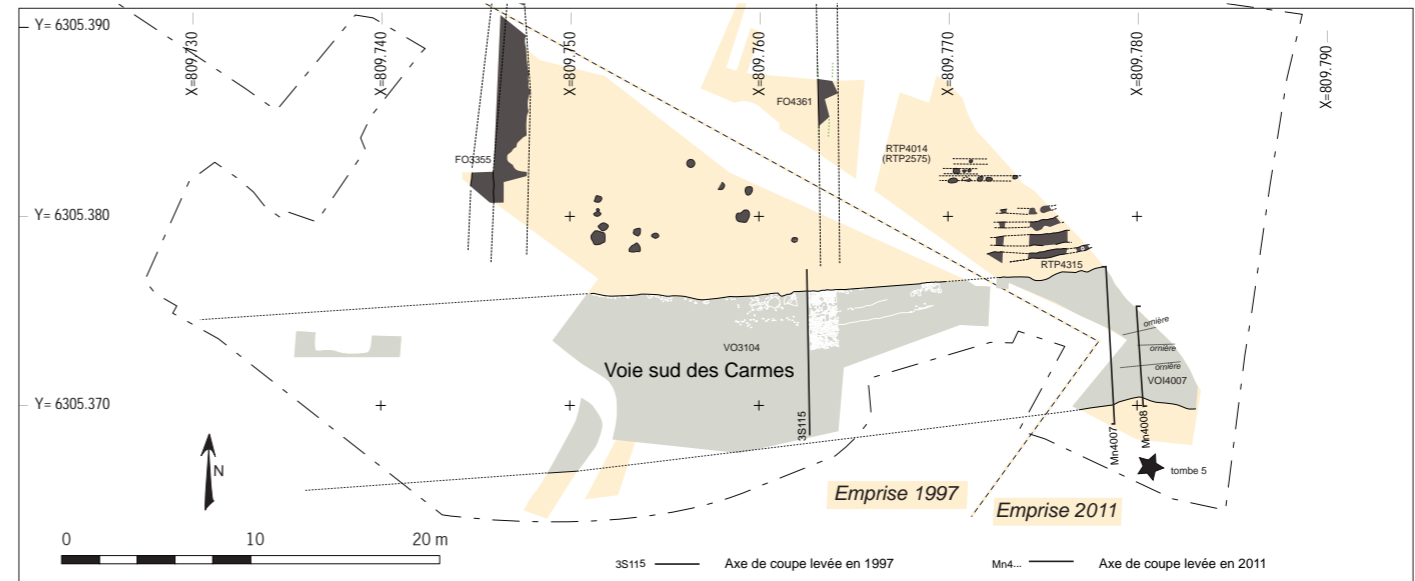 Y= 6305.390
X=809.730
X=809.740
X=809.750
X=809.760
X=809.770
X=809.780
X=809.790
FO4361
FO3355
RTP4014
(RTP2575)
Y= 6305.380
RTP4315
ornière
VO3104
ornière
Voie sud des Carmes
ornière
VOI4007
Y= 6305.370
3S115
Mn4007
Mn4008
N
tombe 5
Emprise 1997
Emprise 2011
0 10 20 m
3S115 Axe de coupe levée en 1997
Mn4... Axe de coupe levée en 2011